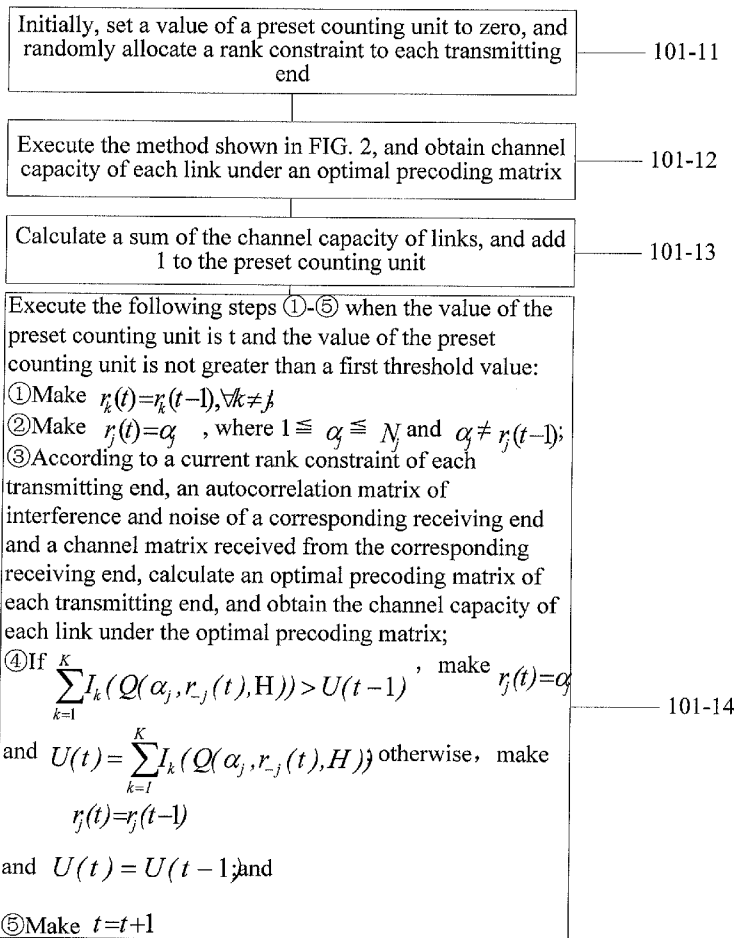 Initially, set a value of a preset counting unit to zero, and
randomly allocate a rank constraint to each transmitting
end
101-11
Execute the method shown in FIG. 2, and obtain channel
capacity of each link under an optimal precoding matrix
101-12
Calculate a sum of the channel capacity of links, and add
1 to the preset counting unit
101-13
Execute the following steps ①-⑤ when the value of the
preset counting unit is t and the value of the preset
counting unit is not greater than a first threshold value:
①Make r_k(t)=r_k(t−1),∀k≠j;
②Make r_j(t)=α_j , where 1≦ α_j ≦ N_j and α_j ≠ r_j(t−1);
③According to a current rank constraint of each
transmitting end, an autocorrelation matrix of
interference and noise of a corresponding receiving end
and a channel matrix received from the corresponding
receiving end, calculate an optimal precoding matrix of
each transmitting end, and obtain the channel capacity of
each link under the optimal precoding matrix;
④If ∑_{k=1}^{K} I_k(Q(α_j,r_{-j}(t),H))>U(t−1) , make r_j(t)=α_j
and U(t)=∑_{k=1}^{K} I_k(Q(α_j,r_{-j}(t),H)); otherwise, make
r_j(t)=r_j(t−1)
and U(t)=U(t−1);and
⑤Make t=t+1
101-14